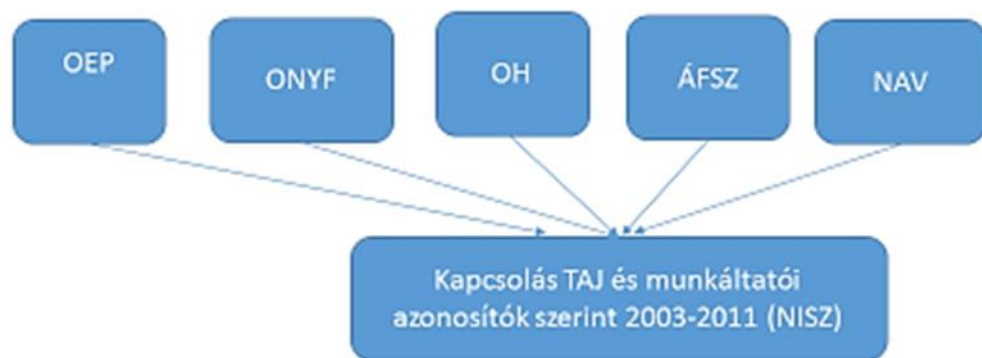 OEP
ONYF
OH
ÁFSZ
NAV
Kapcsolás TAJ és munkáltatói
azonosítók szerint 2003-2011 (NISZ)